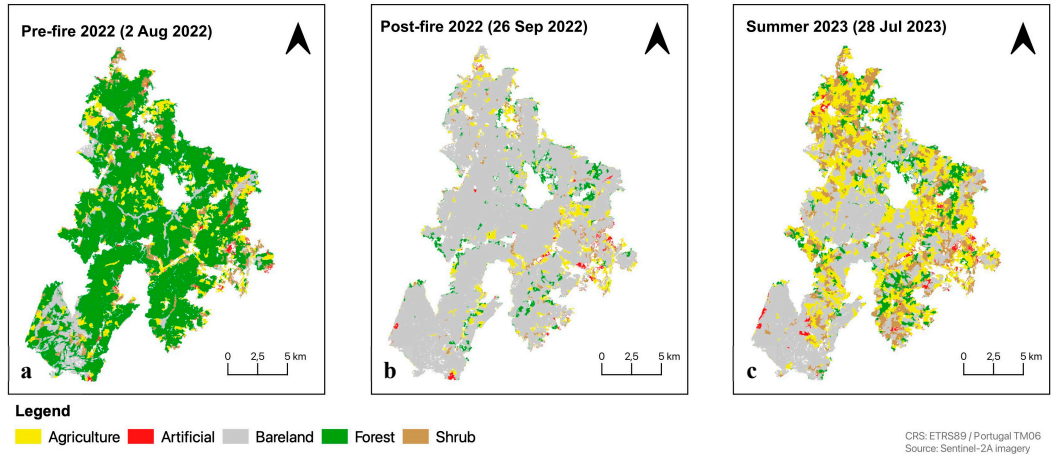 Pre-fire 2022 (2 Aug 2022)
0 2,5 5 km
a
Post-fire 2022 (26 Sep 2022)
0 2,5 5 km
b
Summer 2023 (28 Jul 2023)
0 2,5 5 km
c
Legend
Agriculture Artificial Bareland Forest Shrub
CRS: ETRS89 / Portugal TM06
Source: Sentinel-2A imagery